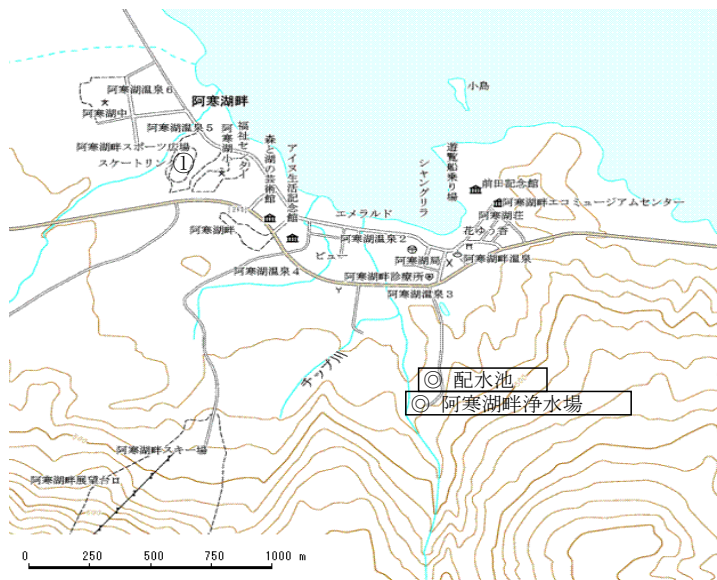 小島
阿寒湖温泉6
阿寒湖畔
阿寒湖中
阿寒湖温泉5
阿寒湖畔スポーツ広場
スケートリン
①
阿寒湖小
福祉センター
森と湖の芸術館
アイヌ生活記念館
シャングリラ
遊覧船乗り場
前田記念館
阿寒湖畔エコミュージアムセンター
阿寒湖荘
エメラルド
花ゆう香
阿寒湖畔
阿寒湖温泉2
ビュー
阿寒湖局
阿寒湖畔温泉
阿寒湖温泉4
阿寒湖畔診療所
阿寒湖温泉3
チップ川
◎ 配水池
◎ 阿寒湖畔浄水場
阿寒湖畔スキー場
阿寒湖畔展望台口
0 250 500 750 1000 m